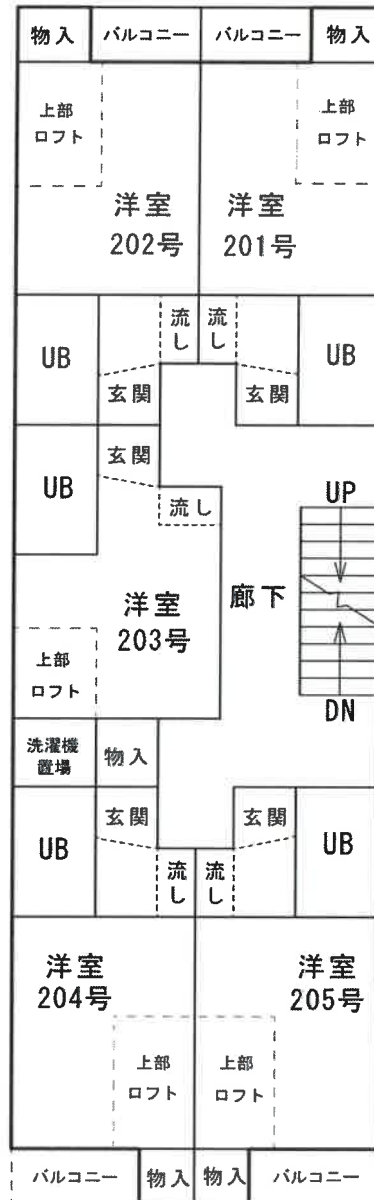 物入
バルコニー
バルコニー
物入
上部
ロフト
上部
ロフト
洋室
202号
洋室
201号
UB
流し
流し
UB
玄関
玄関
UB
玄関
流し
UP
洋室
203号
廊下
上部
ロフト
DN
洗濯機
置場
物入
UB
玄関
玄関
UB
流し
流し
洋室
204号
洋室
205号
上部
ロフト
上部
ロフト
バルコニー
物入
物入
バルコニー